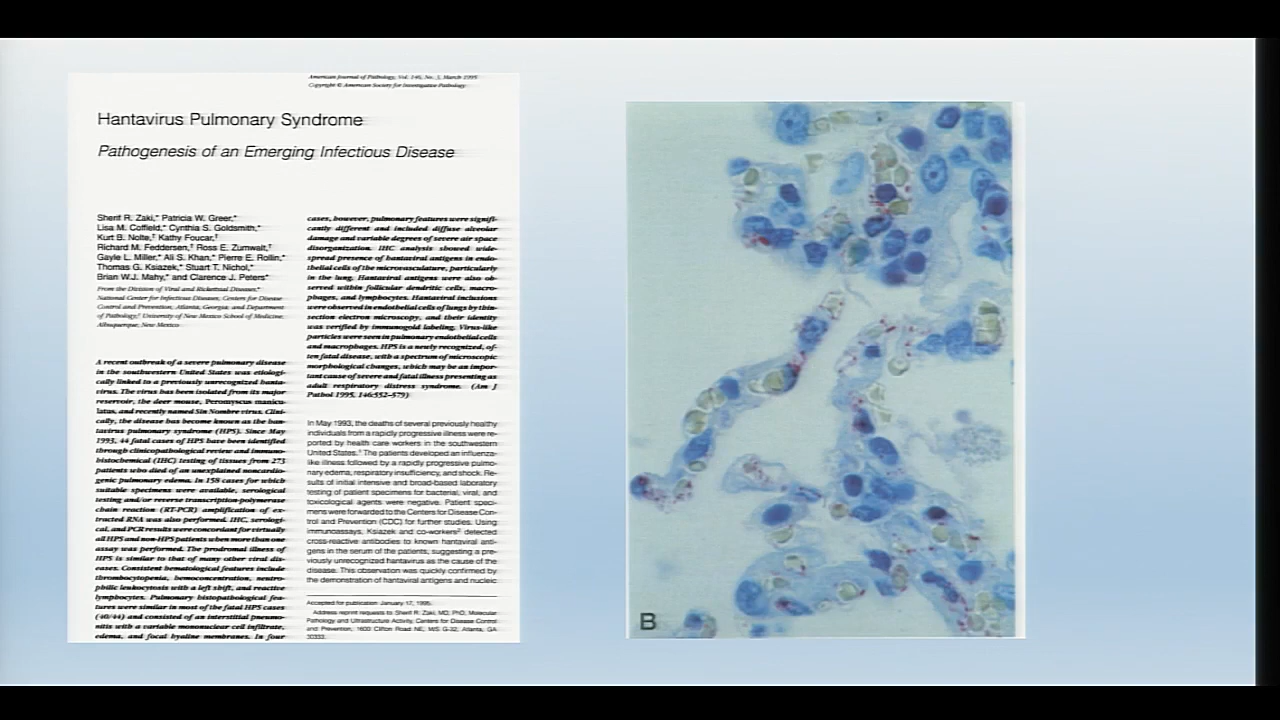 American Journal of Pathology, Vol. 146, No. 3, March 1995
Copyright © American Society for Investigative Pathology
Hantavirus Pulmonary Syndrome
Pathogenesis of an Emerging Infectious Disease
Sherif R. Zaki,* Patricia W. Greer,*
Lisa M. Coffield,* Cynthia S. Goldsmith,*
Kurt B. Nolte,† Kathy Foucar,†
Richard M. Feddersen,† Ross E. Zumwalt,†
Gayle L. Miller,* Ali S. Khan,* Pierre E. Rollin,*
Thomas G. Ksiazek,* Stuart T. Nichol,*
Brian W.J. Mahy,* and Clarence J. Peters*
From the Division of Viral and Rickettsial Diseases,*
National Center for Infectious Diseases, Centers for Disease
Control and Prevention, Atlanta, Georgia; and Department
of Pathology,† University of New Mexico School of Medicine,
Albuquerque, New Mexico
A recent outbreak of a severe pulmonary disease
in the southwestern United States was etiologi-
cally linked to a previously unrecognized hanta-
virus. The virus has been isolated from its major
reservoir, the deer mouse, Peromyscus manicu-
latus, and recently named Sin Nombre virus. Clini-
cally, the disease has become known as the han-
tavirus pulmonary syndrome (HPS). Since May
1993, 44 fatal cases of HPS have been identified
through clinicopathological review and immuno-
histochemical (IHC) testing of tissues from 273
patients who died of an unexplained noncardio-
genic pulmonary edema. In 158 cases for which
suitable specimens were available, serological
testing and/or reverse transcription-polymerase
chain reaction (RT-PCR) amplification of ex-
tracted RNA was also performed. IHC, serologi-
cal, and PCR results were concordant for virtually
all HPS and non-HPS patients when more than one
assay was performed. The prodromal illness of
HPS is similar to that of many other viral dis-
eases. Consistent hematological features include
thrombocytopenia, hemoconcentration, neutro-
philic leukocytosis with a left shift, and reactive
lymphocytes. Pulmonary histopathological fea-
tures were similar in most of the fatal HPS cases
(40/44) and consisted of an interstitial pneumo-
nitis with a variable mononuclear cell infiltrate,
edema, and focal hyaline membranes. In four
cases, however, pulmonary features were signifi-
cantly different and included diffuse alveolar
damage and variable degrees of severe air space
disorganization. IHC analysis showed wide-
spread presence of hantaviral antigens in endo-
thelial cells of the microvasculature, particularly
in the lung. Hantaviral antigens were also ob-
served within follicular dendritic cells, macro-
phages, and lymphocytes. Hantaviral inclusions
were observed in endothelial cells of lungs by thin-
section electron microscopy, and their identity
was verified by immunogold labeling. Virus-like
particles were seen in pulmonary endothelial cells
and macrophages. HPS is a newly recognized, of-
ten fatal disease, with a spectrum of microscopic
morphological changes, which may be an impor-
tant cause of severe and fatal illness presenting as
adult respiratory distress syndrome. (Am J
Pathol 1995, 146:552–579)
In May 1993, the deaths of several previously healthy
individuals from a rapidly progressive illness were re-
ported by health care workers in the southwestern
United States.¹ The patients developed an influenza-
like illness followed by a rapidly progressive pulmo-
nary edema, respiratory insufficiency, and shock. Re-
sults of initial intensive and broad-based laboratory
testing of patient specimens for bacterial, viral, and
toxicological agents were negative. Patient speci-
mens were forwarded to the Centers for Disease Con-
trol and Prevention (CDC) for further studies. Using
immunoassays, Ksiazek and co-workers² detected
cross-reactive antibodies to known hantaviral anti-
gens in the serum of the patients, suggesting a pre-
viously unrecognized hantavirus as the cause of the
disease. This observation was quickly confirmed by
the demonstration of hantaviral antigens and nucleic
Accepted for publication January 17, 1995.
Address reprint requests to Sherif R. Zaki, MD, PhD, Molecular
Pathology and Ultrastructure Activity, Centers for Disease Control
and Prevention, 1600 Clifton Road NE, M/S G-32, Atlanta, GA
30333.
B